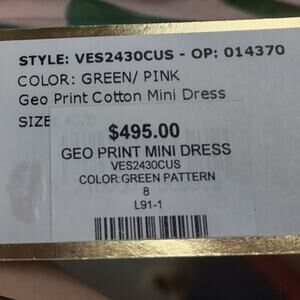 STYLE: VES2430CUS - OP: 014370
COLOR: GREEN/ PINK
Geo Print Cotton Mini Dress
SIZE
$495.00
GEO PRINT MINI DRESS
VES2430CUS
COLOR:GREEN PATTERN
8
L91-1